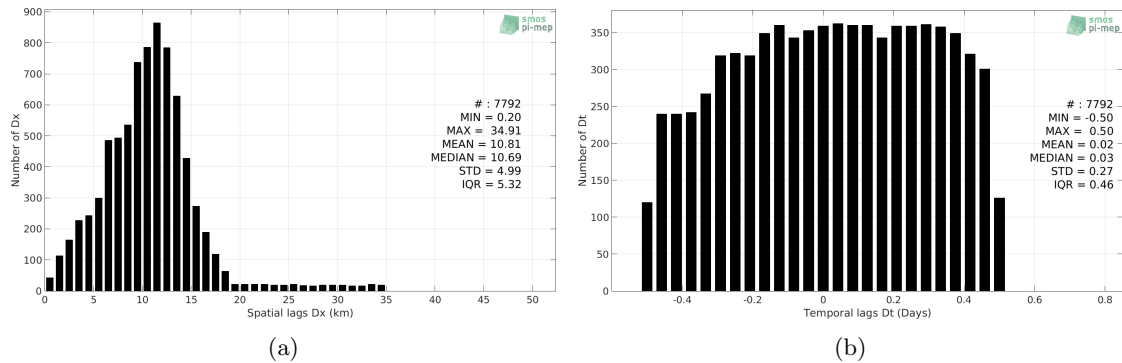 900
800
700
600
500
400
300
200
100
0
Number of Dx
0 5 10 15 20 25 30 35 40 45 50
Spatial lags Dx (km)
smos
pi-mep
# : 7792
MIN = 0.20
MAX = 34.91
MEAN = 10.81
MEDIAN = 10.69
STD = 4.99
IQR = 5.32
(a)
350
300
250
200
150
100
50
0
Number of Dt
-0.4 -0.2 0 0.2 0.4 0.6 0.8
Temporal lags Dt (Days)
smos
pi-mep
# : 7792
MIN = -0.50
MAX = 0.50
MEAN = 0.02
MEDIAN = 0.03
STD = 0.27
IQR = 0.46
(b)